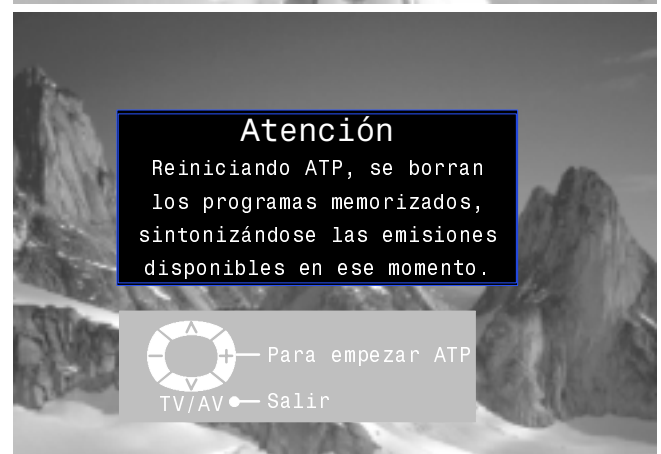 Atención
Reiniciando ATP, se borran
los programas memorizados,
sintonizándose las emisiones
disponibles en ese momento.
Para empezar ATP
TV/AV Salir